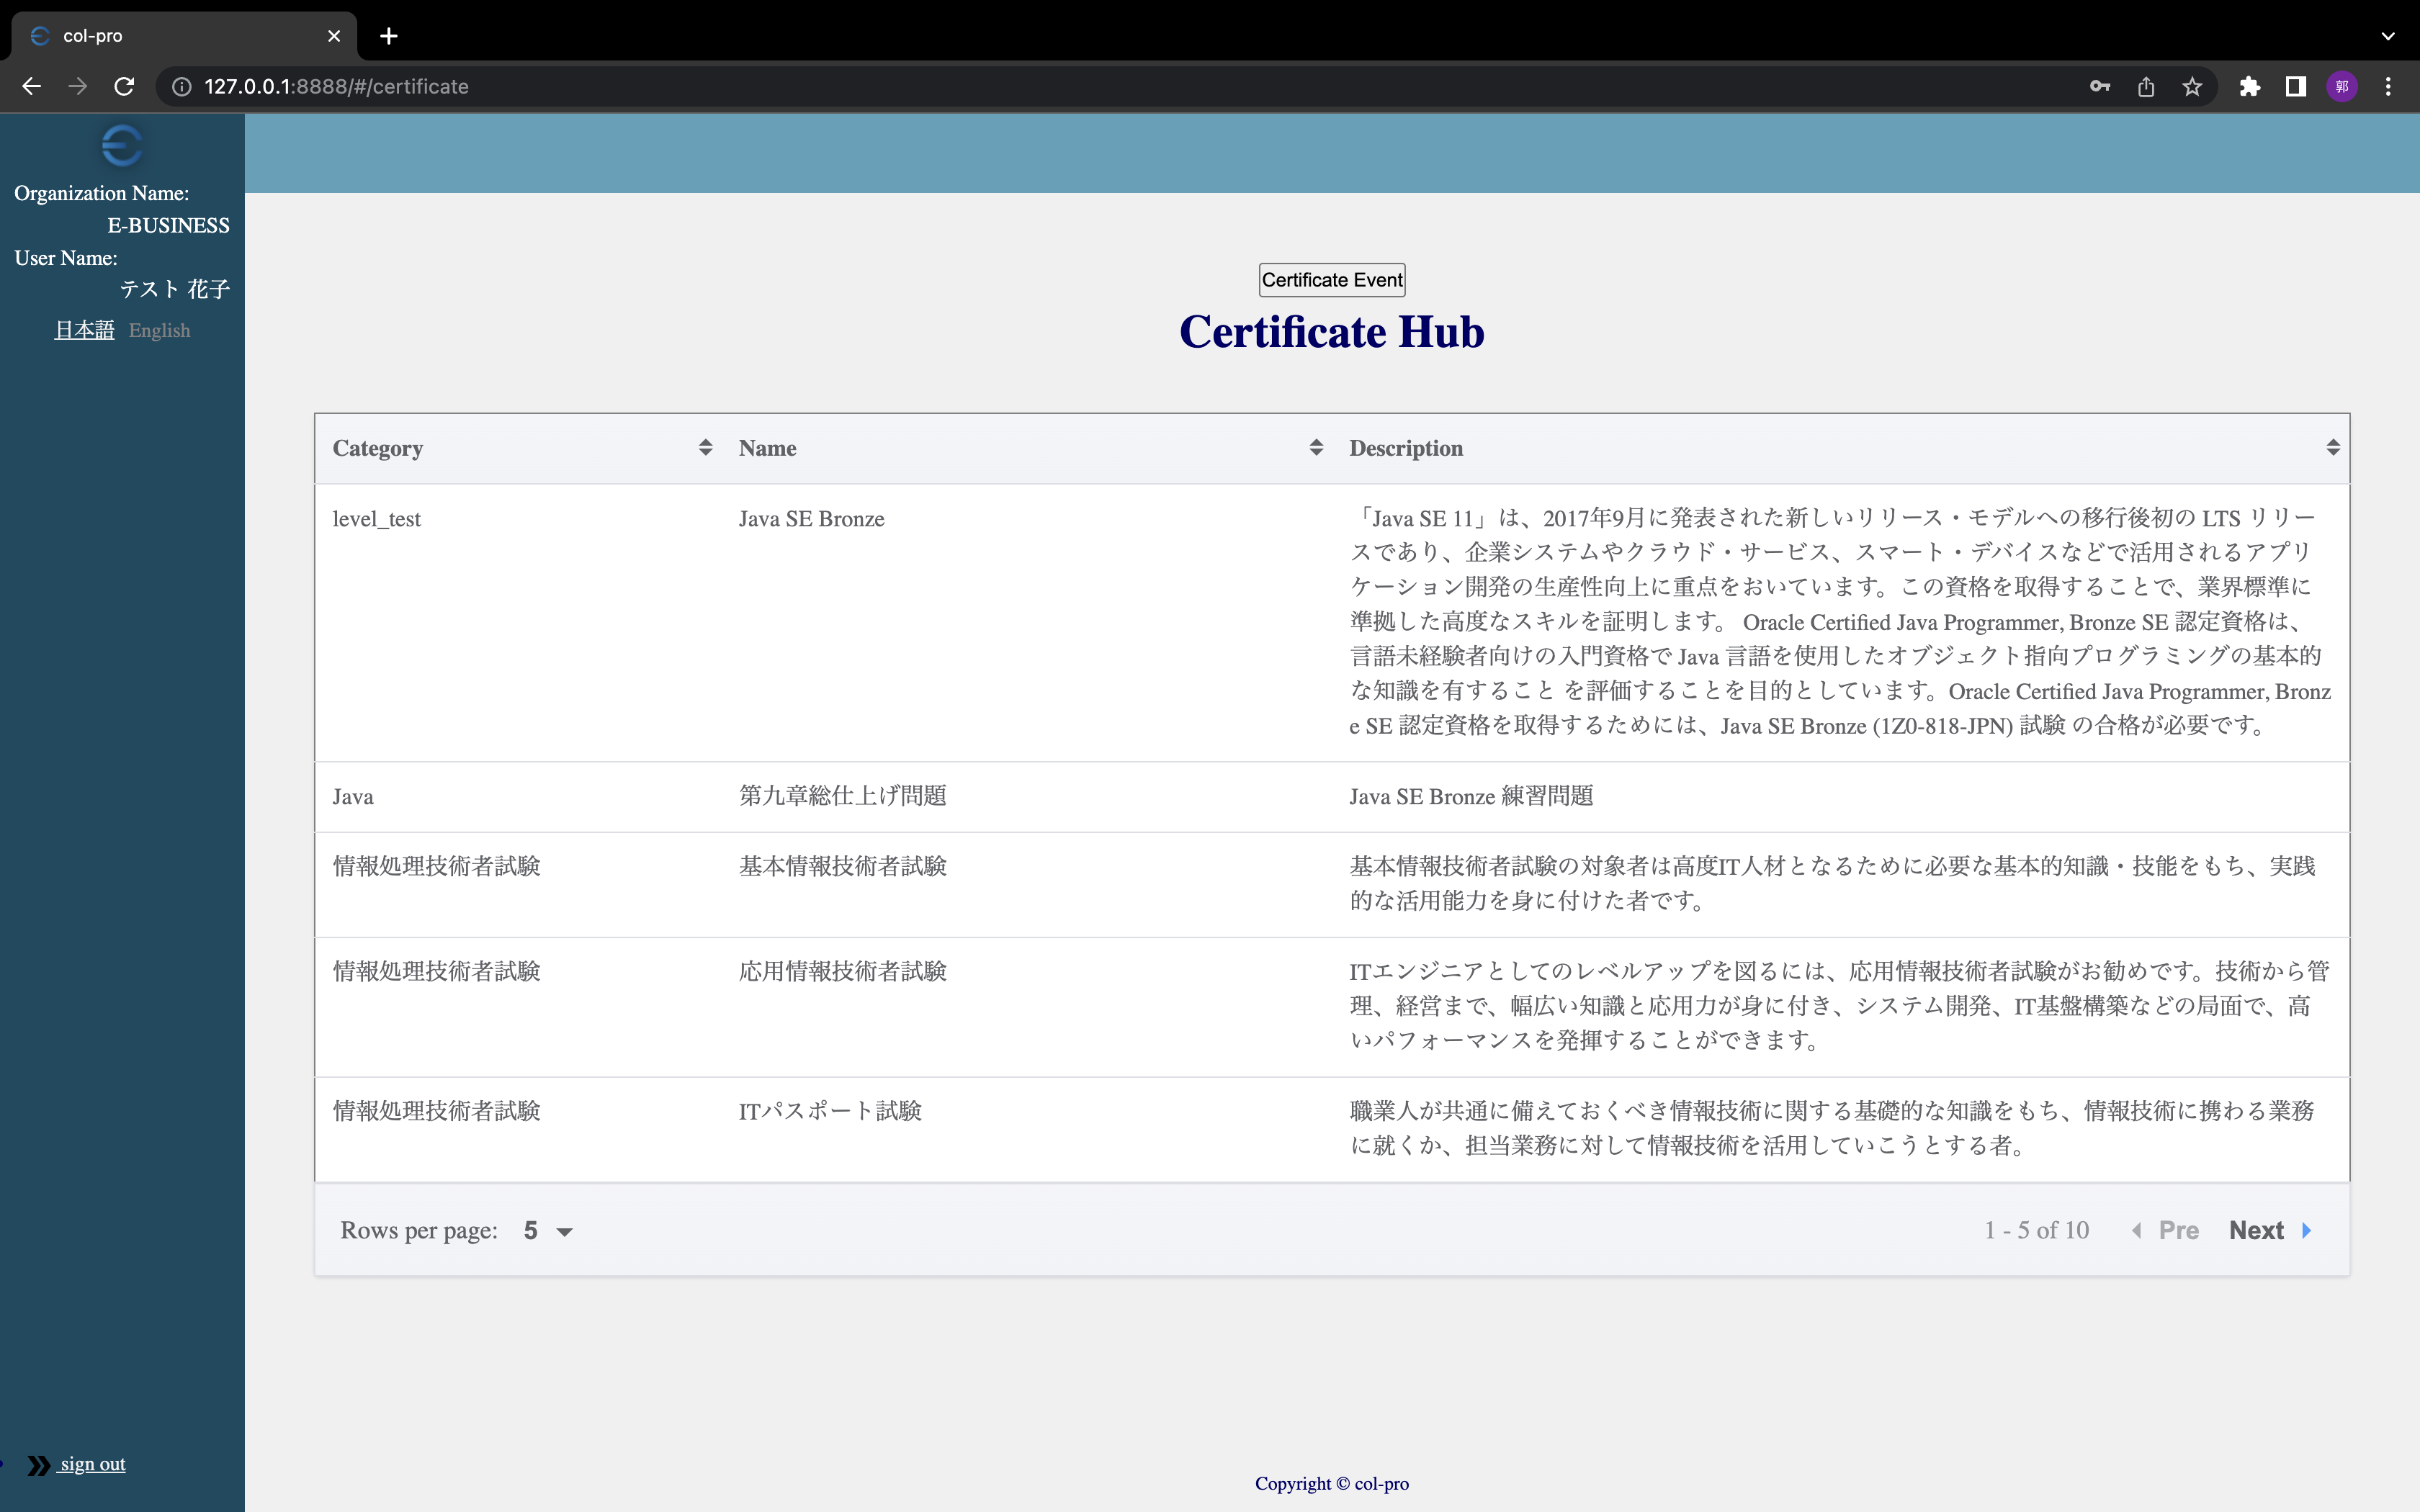 col-pro
127.0.0.1:8888/#/certificate
郭
Organization Name:
E-BUSINESS
User Name:
テスト 花子
日本語 English
Certificate Event
Certificate Hub
Category Name Description
level_test Java SE Bronze 「Java SE 11」は、2017年9月に発表された新しいリリース・モデルへの移行後初の LTS リリー
スであり、企業システムやクラウド・サービス、スマート・デバイスなどで活用されるアプリ
ケーション開発の生産性向上に重点をおいています。この資格を取得することで、業界標準に
準拠した高度なスキルを証明します。 Oracle Certified Java Programmer, Bronze SE 認定資格は、
言語未経験者向けの入門資格で Java 言語を使用したオブジェクト指向プログラミングの基本的
な知識を有すること を評価することを目的としています。Oracle Certified Java Programmer, Bronz
e SE 認定資格を取得するためには、Java SE Bronze (1Z0-818-JPN) 試験 の合格が必要です。
Java 第九章総仕上げ問題 Java SE Bronze 練習問題
情報処理技術者試験 基本情報技術者試験 基本情報技術者試験の対象者は高度IT人材となるために必要な基本的知識・技能をもち、実践
的な活用能力を身に付けた者です。
情報処理技術者試験 応用情報技術者試験 ITエンジニアとしてのレベルアップを図るには、応用情報技術者試験がお勧めです。技術から管
理、経営まで、幅広い知識と応用力が身に付き、システム開発、IT基盤構築などの局面で、高
いパフォーマンスを発揮することができます。
情報処理技術者試験 ITパスポート試験 職業人が共通に備えておくべき情報技術に関する基礎的な知識をもち、情報技術に携わる業務
に就くか、担当業務に対して情報技術を活用していこうとする者。
Rows per page: 5 1 - 5 of 10 Pre Next
sign out
Copyright © col-pro